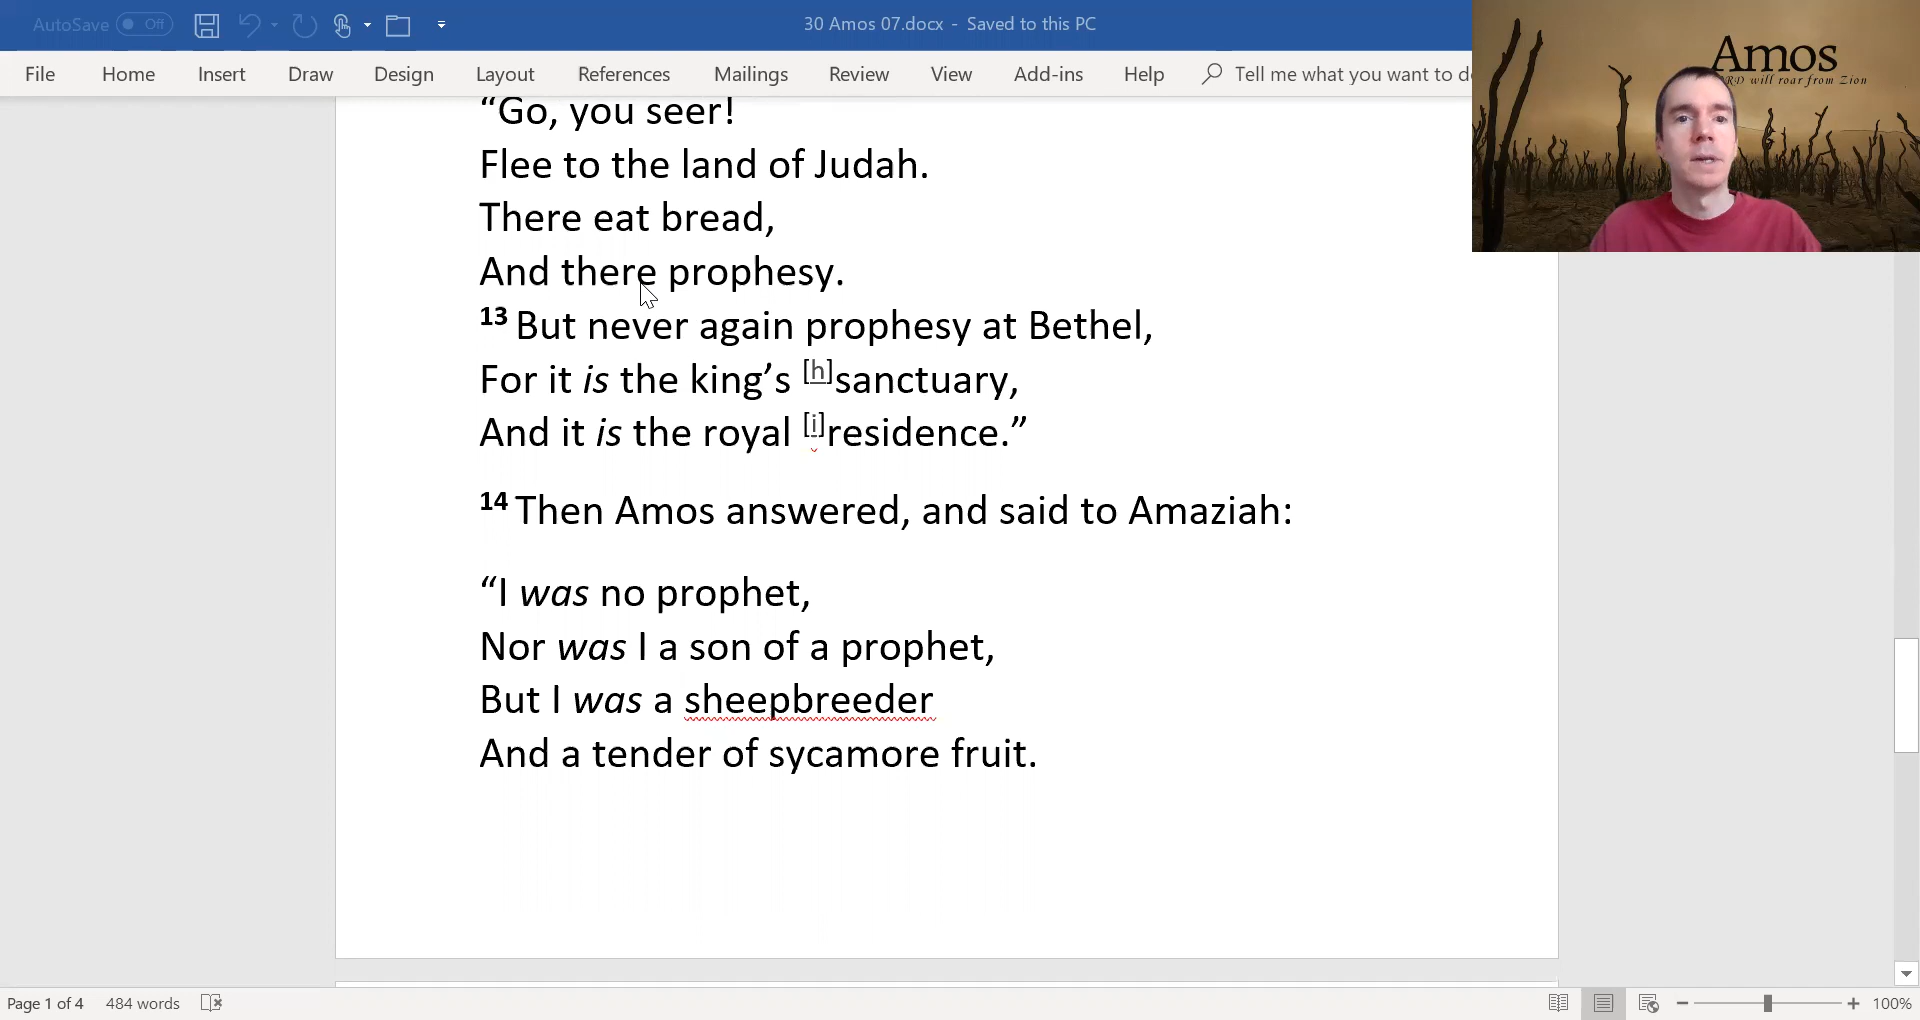 AutoSave Off
30 Amos 07.docx - Saved to this PC
File Home Insert Draw Design Layout References Mailings Review View Add-ins Help Tell me what you want to d
Amos
RD will roar from Zion
“Go, you seer!
Flee to the land of Judah.
There eat bread,
And there prophesy.
13 But never again prophesy at Bethel,
For it is the king’s [h]sanctuary,
And it is the royal [i]residence.”
14 Then Amos answered, and said to Amaziah:
“I was no prophet,
Nor was I a son of a prophet,
But I was a sheepbreeder
And a tender of sycamore fruit.
Page 1 of 4 484 words 100%